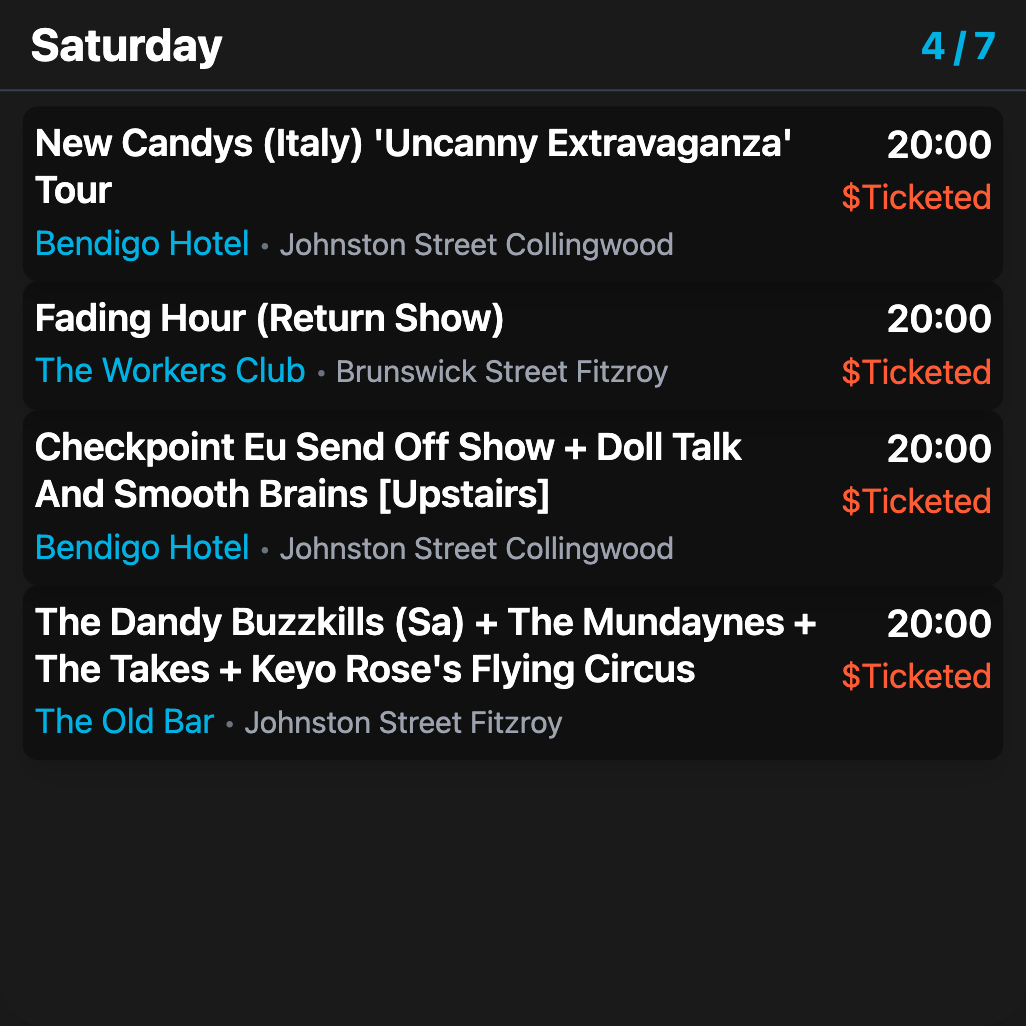 Saturday
4 / 7
New Candys (Italy) 'Uncanny Extravaganza'
Tour
20:00
$Ticketed
Bendigo Hotel • Johnston Street Collingwood
Fading Hour (Return Show)
20:00
The Workers Club • Brunswick Street Fitzroy
$Ticketed
Checkpoint Eu Send Off Show + Doll Talk
And Smooth Brains [Upstairs]
20:00
$Ticketed
Bendigo Hotel • Johnston Street Collingwood
The Dandy Buzzkills (Sa) + The Mundaynes +
The Takes + Keyo Rose's Flying Circus
20:00
$Ticketed
The Old Bar • Johnston Street Fitzroy